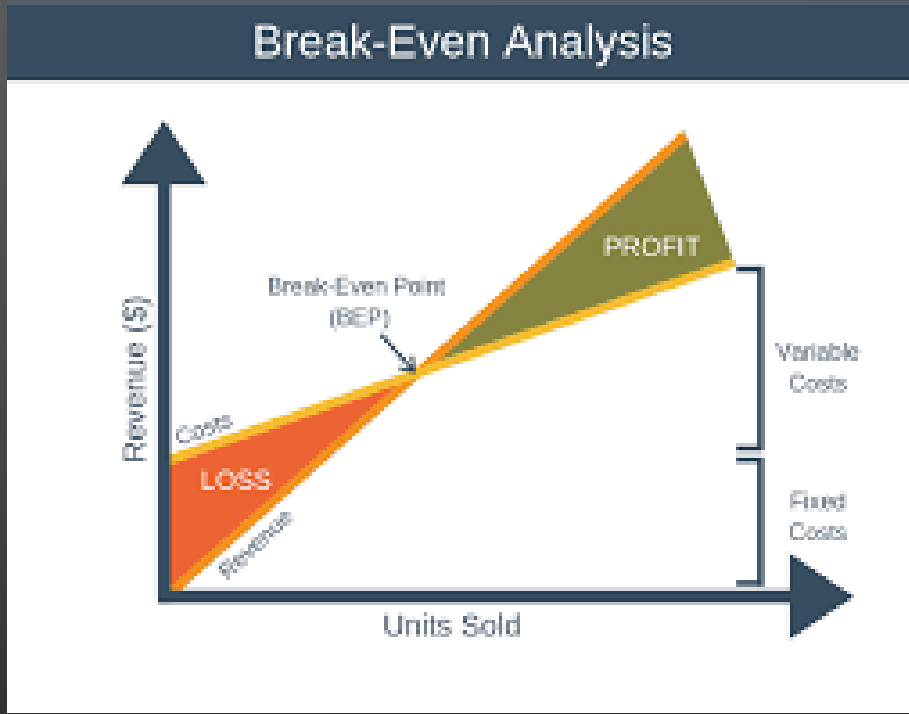 Break-Even Analysis
Break-Even Point
(BEP)
PROFIT
Revenue ($)
Costs
LOSS
Revenue
Variable
Costs
Fixed
Costs
Units Sold